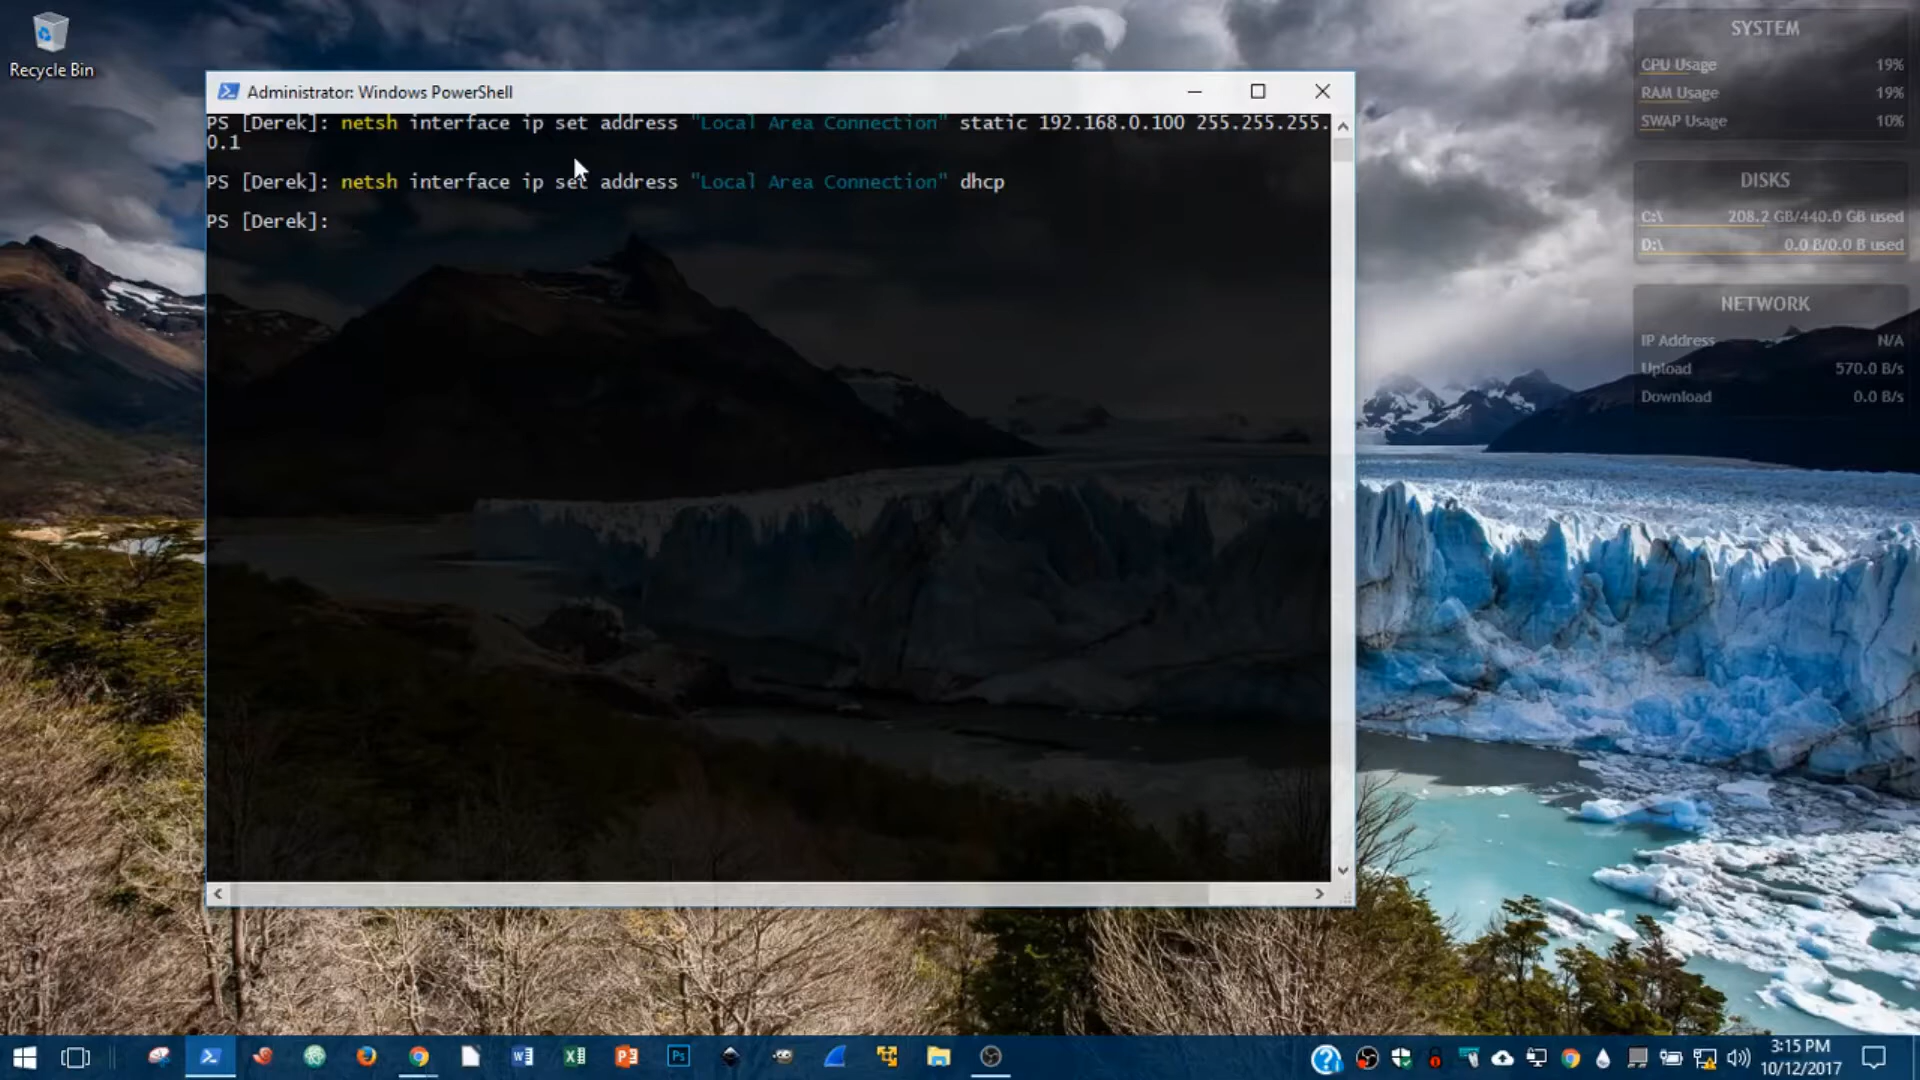 Recycle Bin
Administrator: Windows PowerShell
PS [Derek]: netsh interface ip set address "Local Area Connection" static 192.168.0.100 255.255.255.
0.1
PS [Derek]: netsh interface ip set address "Local Area Connection" dhcp
PS [Derek]:
SYSTEM
CPU Usage 19%
RAM Usage 19%
SWAP Usage 10%
DISKS
C:\ 208.2 GB/440.0 GB used
D:\ 0.0 B/0.0 B used
NETWORK
IP Address N/A
Upload 570.0 B/s
Download 0.0 B/s
3:15 PM
10/12/2017